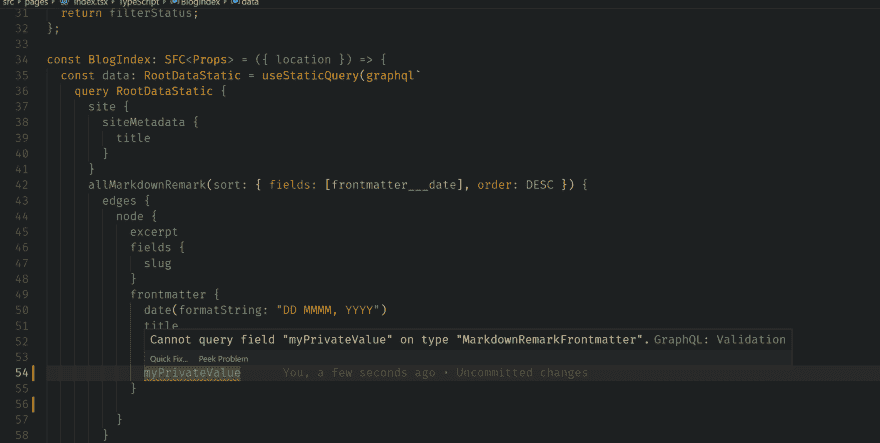 src › pages › index.tsx › TypeScript › BlogIndex › data
31 return filterStatus;
32 };
33
34 const BlogIndex: SFC<Props> = ({ location }) => {
35 const data: RootDataStatic = useStaticQuery(graphql`
36 query RootDataStatic {
37 site {
38 siteMetadata {
39 title
40 }
41 }
42 allMarkdownRemark(sort: { fields: [frontmatter___date], order: DESC }) {
43 edges {
44 node {
45 excerpt
46 fields {
47 slug
48 }
49 frontmatter {
50 date(formatString: "DD MMMM, YYYY")
51 title
52 Cannot query field "myPrivateValue" on type "MarkdownRemarkFrontmatter". GraphQL: Validation
53 Quick Fix... Peek Problem
54 myPrivateValue You, a few seconds ago • Uncommitted changes
55 }
56
57 }
58 }